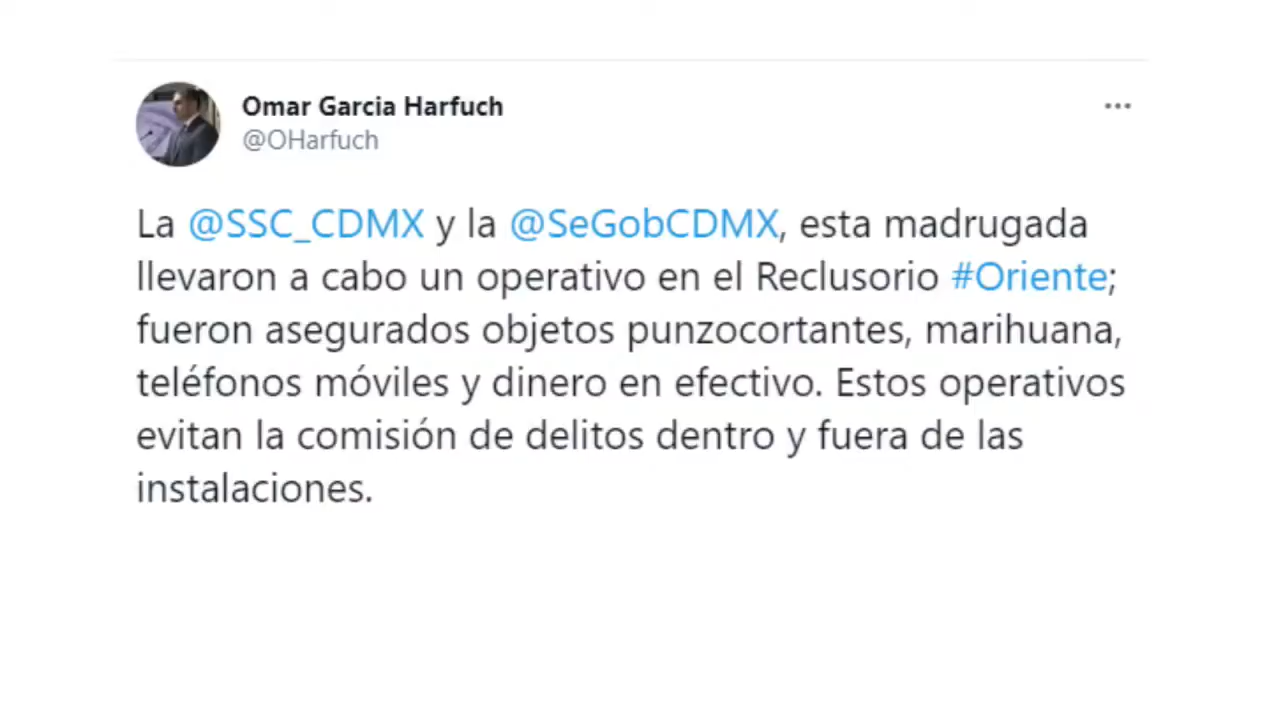 Omar Garcia Harfuch
@OHarfuch
La @SSC_CDMX y la @SeGobCDMX, esta madrugada
llevaron a cabo un operativo en el Reclusorio #Oriente;
fueron asegurados objetos punzocortantes, marihuana,
teléfonos móviles y dinero en efectivo. Estos operativos
evitan la comisión de delitos dentro y fuera de las
instalaciones.